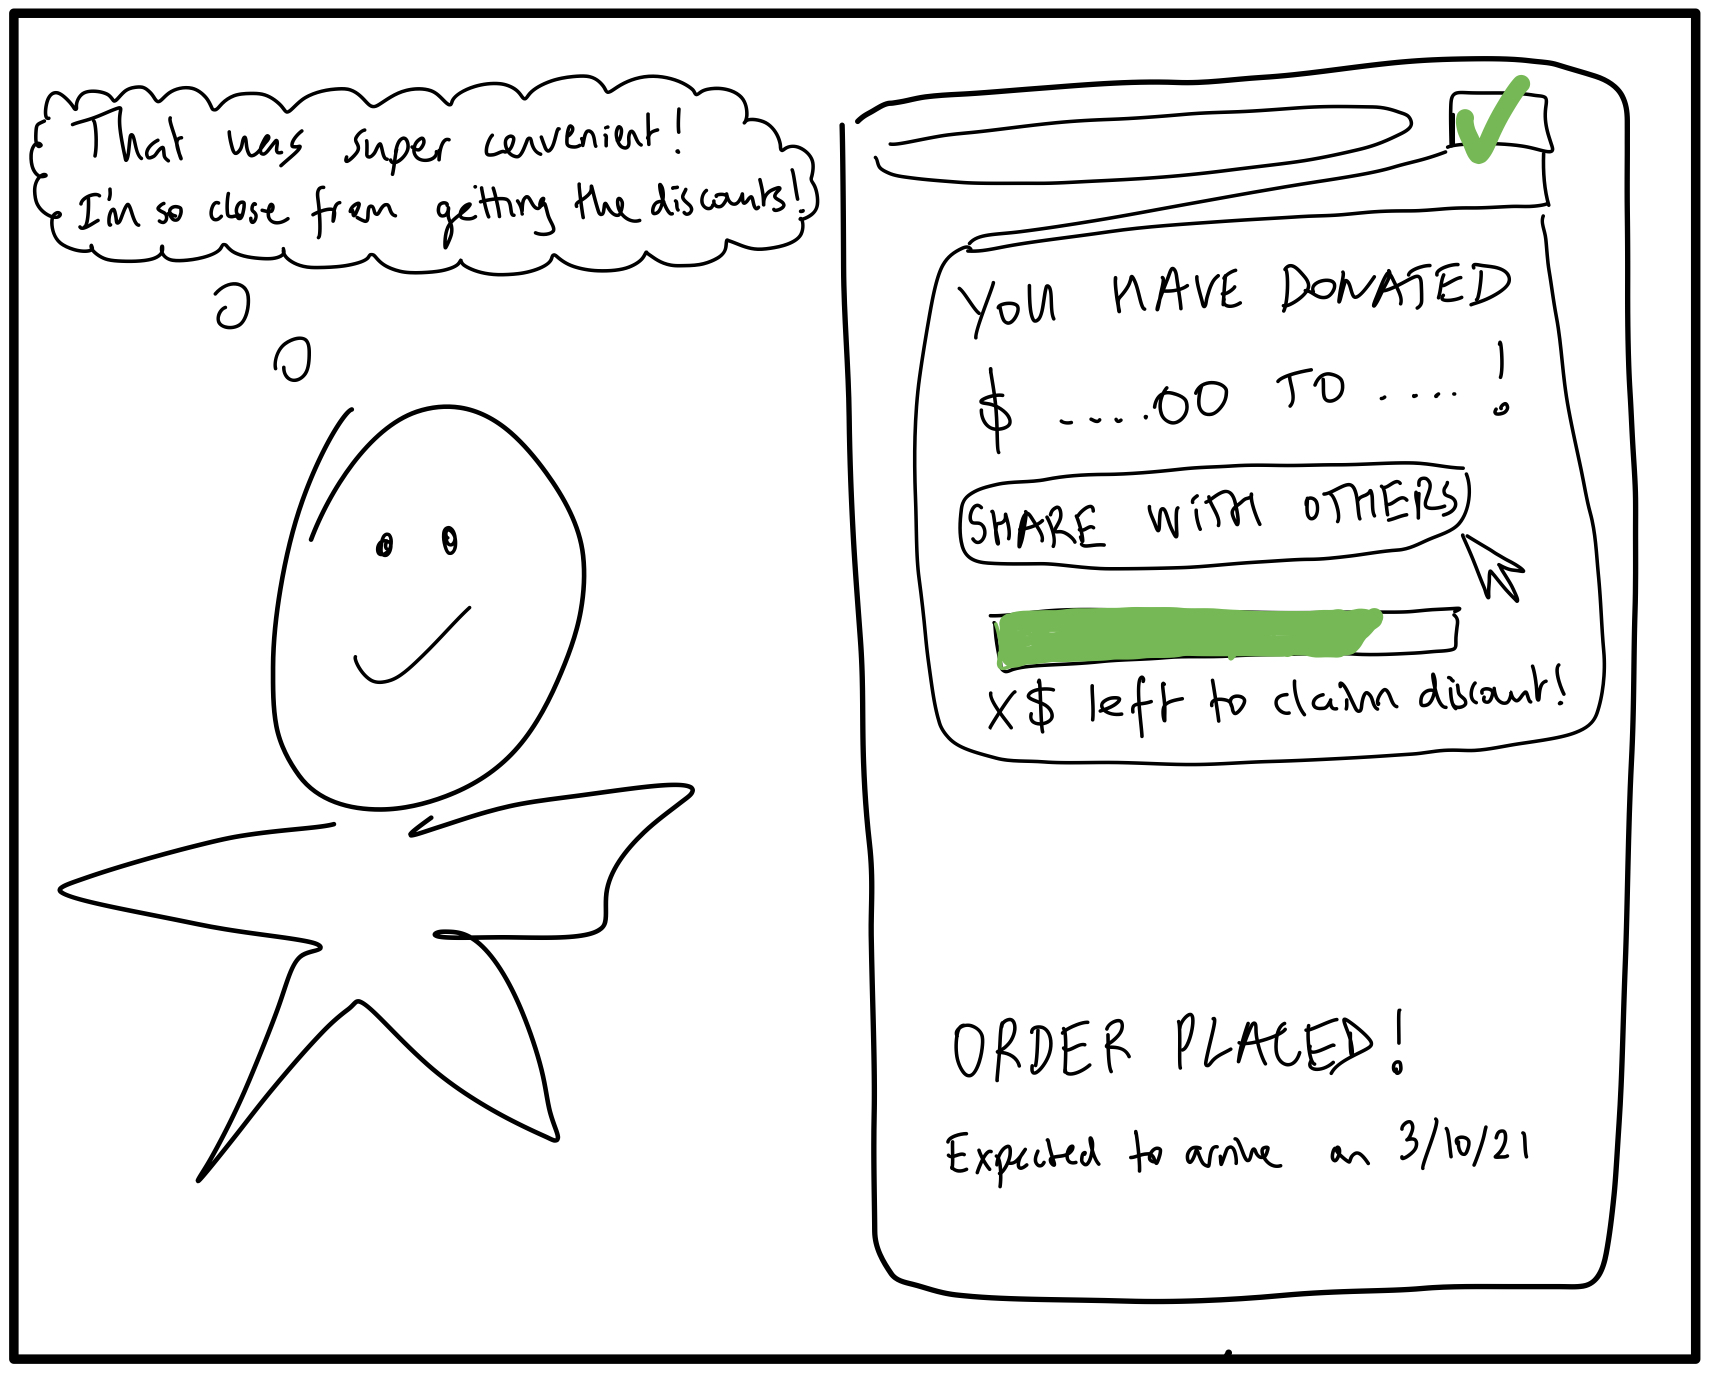 That was super convenient!
I'm so close from getting the discounts!
YOU HAVE DONATED
$ .....00 TO ..... !
SHARE WITH OTHERS
X$ left to claim discount!
ORDER PLACED!
Expected to arrive on 3/10/21